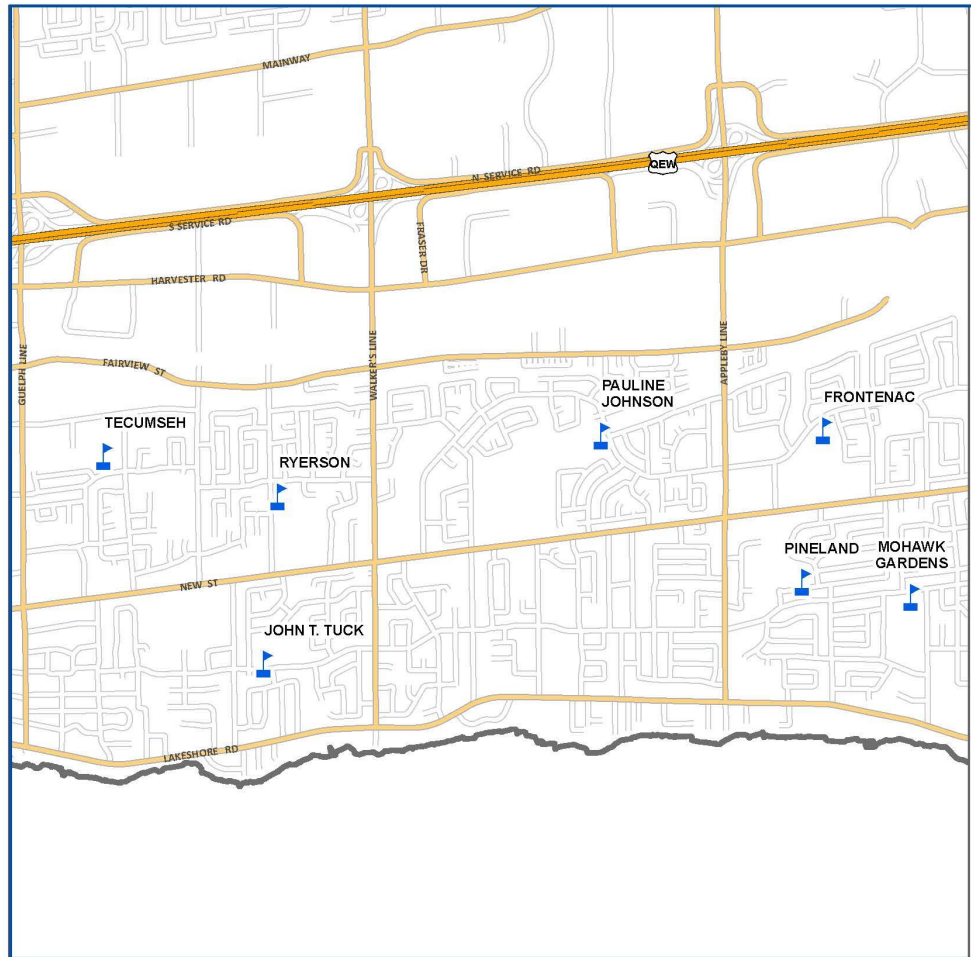 MAINWAY
QEW
N SERVICE RD
S SERVICE RD
FRASER DR
HARVESTER RD
GUELPH LINE
WALKER'S LINE
APPLEBY LINE
FAIRVIEW ST
PAULINE
JOHNSON
FRONTENAC
TECUMSEH
RYERSON
PINELAND
MOHAWK
GARDENS
NEW ST
JOHN T. TUCK
LAKESHORE RD